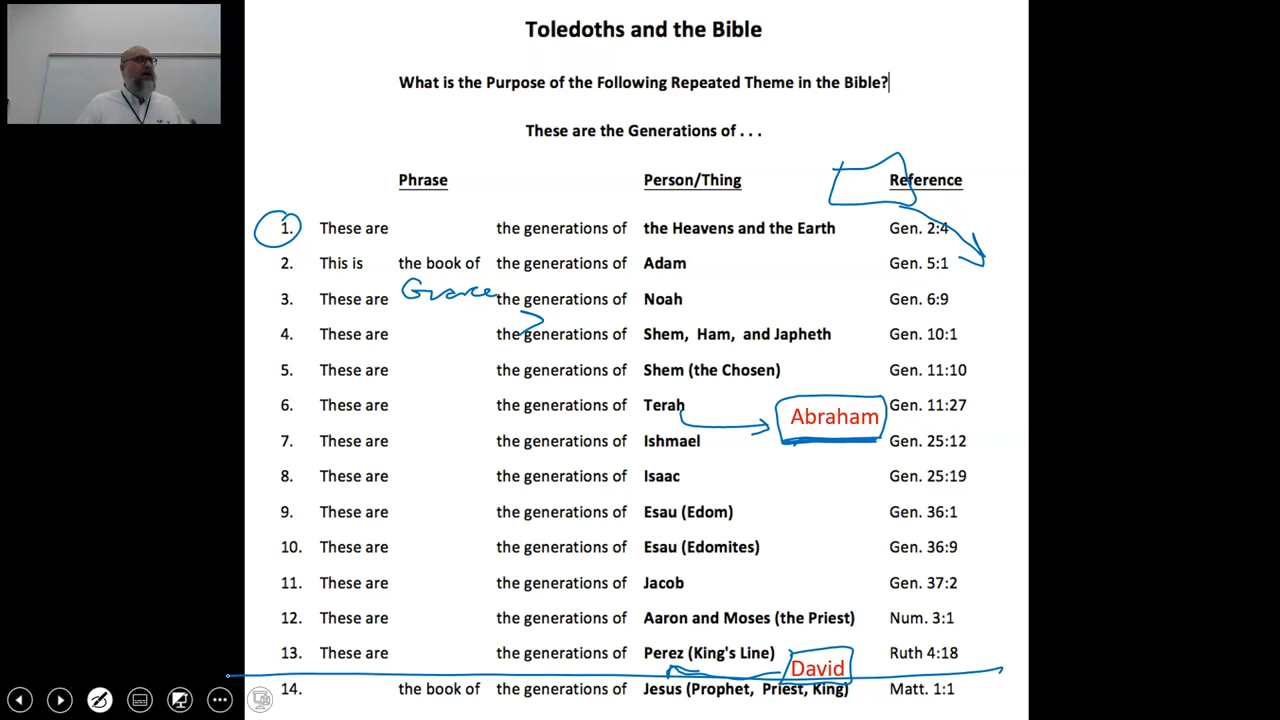 Toledoths and the Bible
What is the Purpose of the Following Repeated Theme in the Bible?
These are the Generations of . . .
Phrase Person/Thing Reference
1. These are the generations of the Heavens and the Earth Gen. 2:4
2. This is the book of the generations of Adam Gen. 5:1
Grace
3. These are the generations of Noah Gen. 6:9
4. These are the generations of Shem, Ham, and Japheth Gen. 10:1
5. These are the generations of Shem (the Chosen) Gen. 11:10
6. These are the generations of Terah Gen. 11:27
Abraham
7. These are the generations of Ishmael Gen. 25:12
8. These are the generations of Isaac Gen. 25:19
9. These are the generations of Esau (Edom) Gen. 36:1
10. These are the generations of Esau (Edomites) Gen. 36:9
11. These are the generations of Jacob Gen. 37:2
12. These are the generations of Aaron and Moses (the Priest) Num. 3:1
13. These are the generations of Perez (King's Line) Ruth 4:18
David
14. the book of the generations of Jesus (Prophet, Priest, King) Matt. 1:1